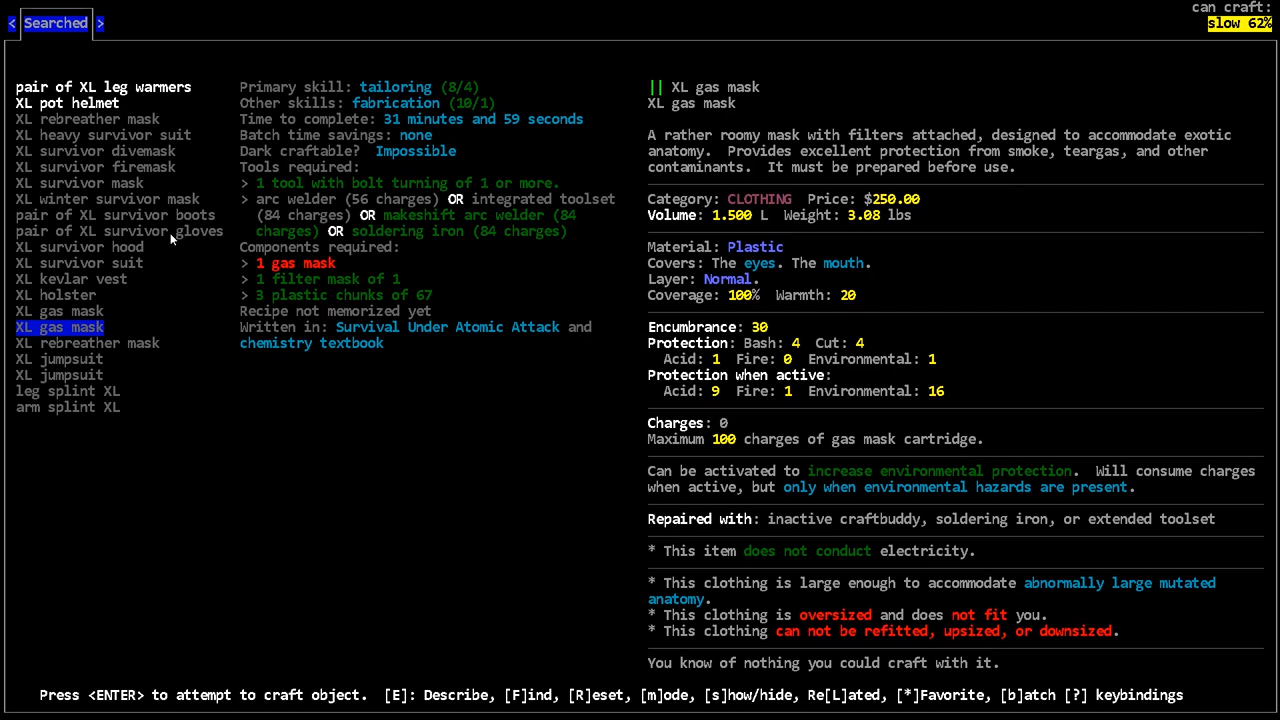 can craft:
< Searched >
slow 62%
pair of XL leg warmers
XL pot helmet
XL rebreather mask
XL heavy survivor suit
XL survivor divemask
XL survivor firemask
XL survivor mask
XL winter survivor mask
pair of XL survivor boots
pair of XL survivor gloves
XL survivor hood
XL survivor suit
XL kevlar vest
XL holster
XL gas mask
XL gas mask
XL rebreather mask
XL jumpsuit
XL jumpsuit
leg splint XL
arm splint XL
Primary skill: tailoring (8/4)
Other skills: fabrication (10/1)
Time to complete: 31 minutes and 59 seconds
Batch time savings: none
Dark craftable?  Impossible
Tools required:
> 1 tool with bolt turning of 1 or more.
> arc welder (56 charges) OR integrated toolset
(84 charges) OR makeshift arc welder (84
charges) OR soldering iron (84 charges)
Components required:
> 1 gas mask
> 1 filter mask of 1
> 3 plastic chunks of 67
Recipe not memorized yet
Written in: Survival Under Atomic Attack and
chemistry textbook
|| XL gas mask
XL gas mask
A rather roomy mask with filters attached, designed to accommodate exotic
anatomy.  Provides excellent protection from smoke, teargas, and other
contaminants.  It must be prepared before use.
Category: CLOTHING  Price: $250.00
Volume: 1.500 L  Weight: 3.08 lbs
Material: Plastic
Covers: The eyes. The mouth.
Layer: Normal.
Coverage: 100%  Warmth: 20
Encumbrance: 30
Protection: Bash: 4  Cut: 4
Acid: 1  Fire: 0  Environmental: 1
Protection when active:
Acid: 9  Fire: 1  Environmental: 16
Charges: 0
Maximum 100 charges of gas mask cartridge.
Can be activated to increase environmental protection.  Will consume charges
when active, but only when environmental hazards are present.
Repaired with: inactive craftbuddy, soldering iron, or extended toolset
* This item does not conduct electricity.
* This clothing is large enough to accommodate abnormally large mutated
anatomy.
* This clothing is oversized and does not fit you.
* This clothing can not be refitted, upsized, or downsized.
You know of nothing you could craft with it.
Press <ENTER> to attempt to craft object.  [E]: Describe, [F]ind, [R]eset, [m]ode, [s]how/hide, Re[L]ated, [*]Favorite, [b]atch [?] keybindings